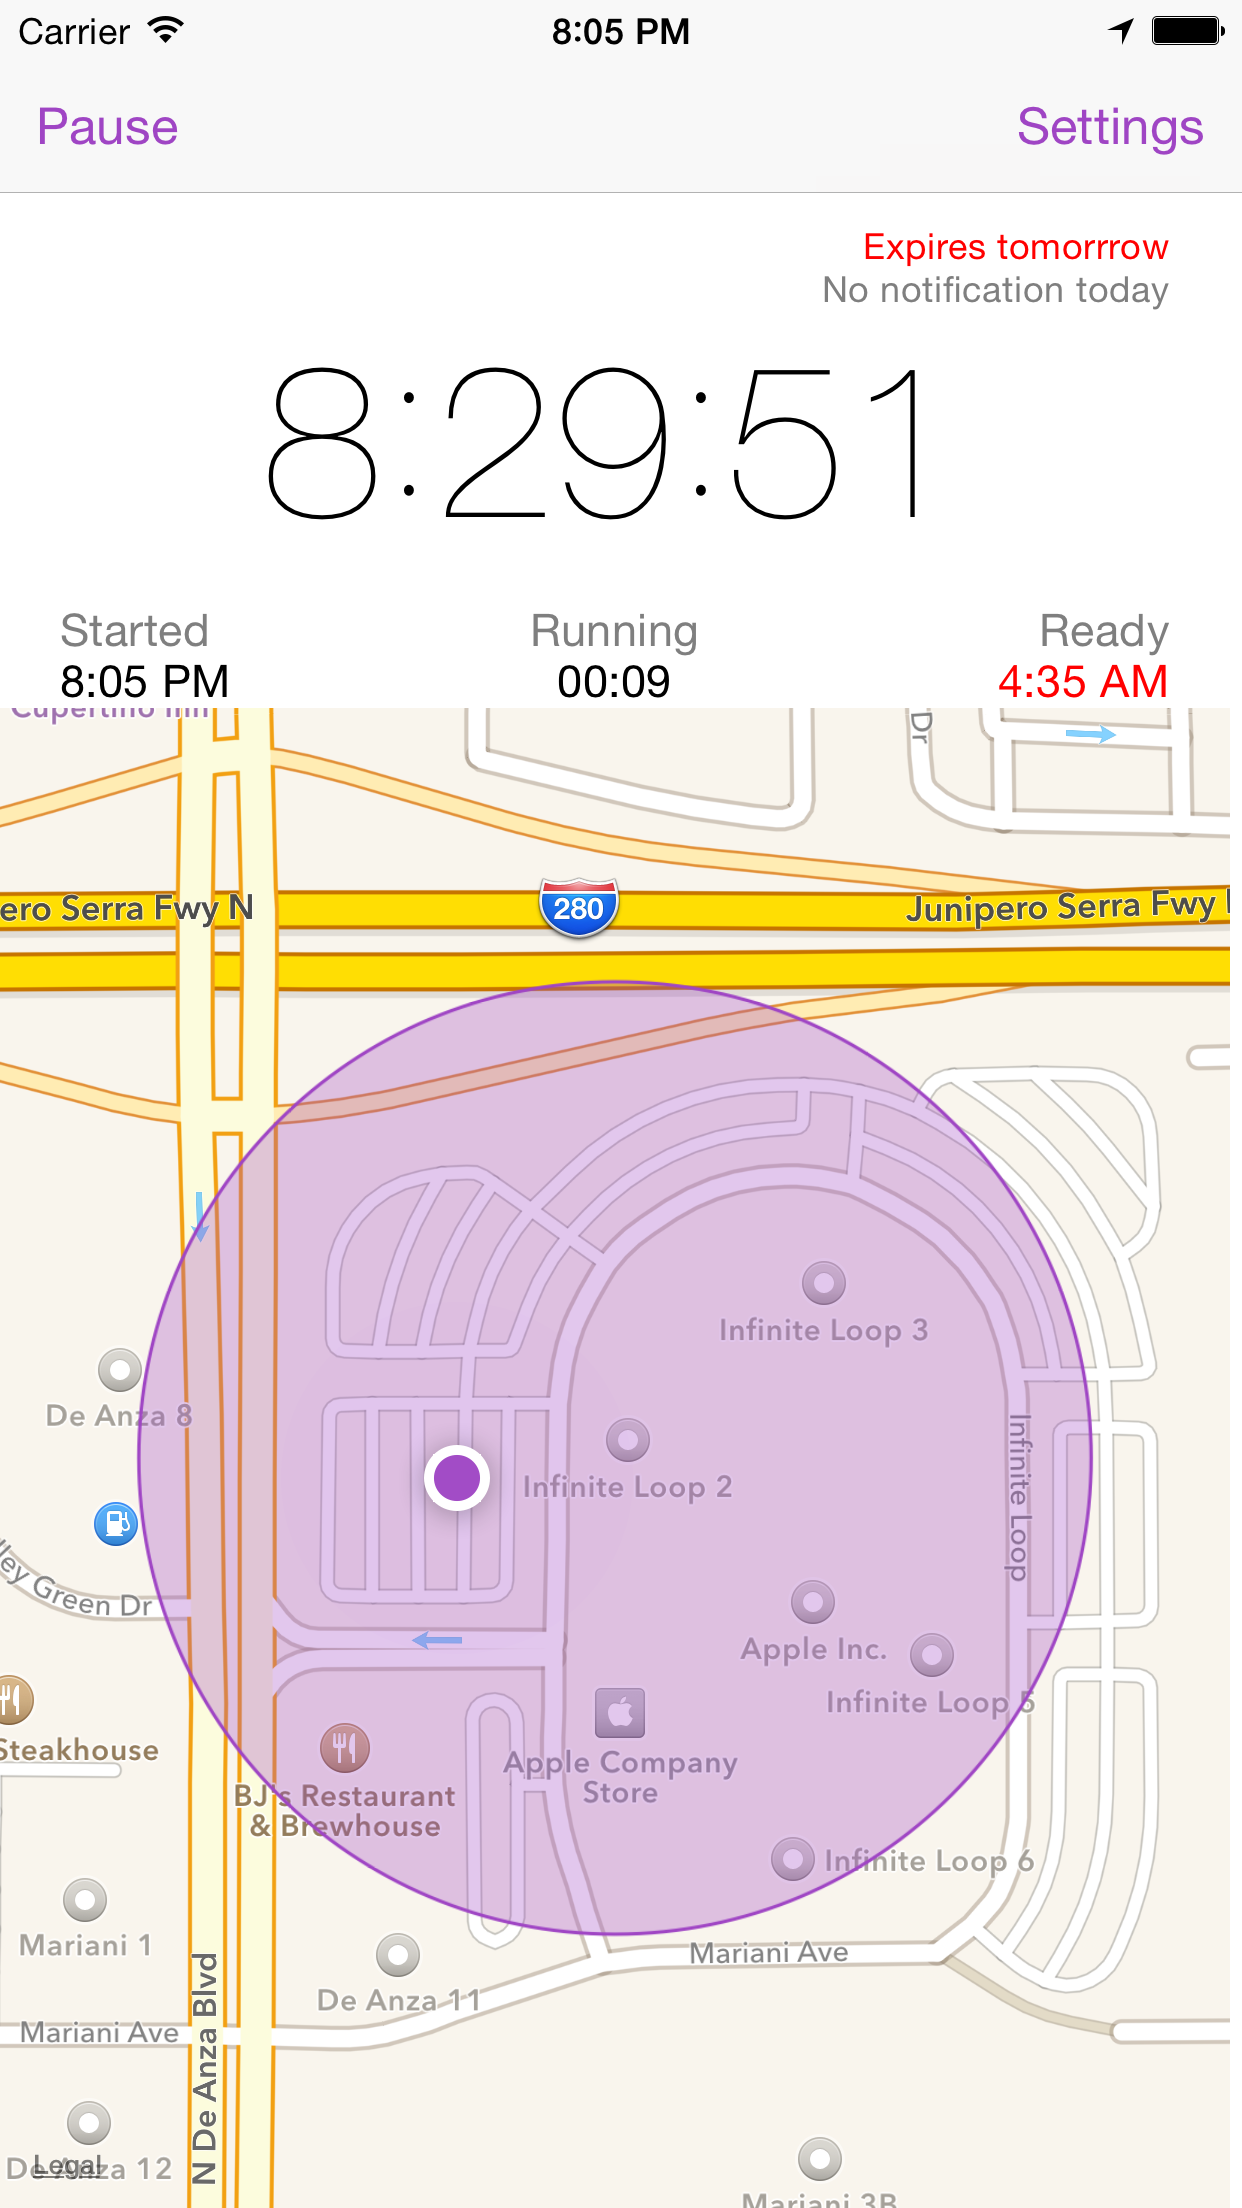 Carrier 8:05 PM
Pause Settings
Expires tomorrrow
No notification today
8:29:51
Started Running Ready
8:05 PM 00:09 4:35 AM
Cupertino Inn
Dr
ero Serra Fwy N
280
Junipero Serra Fwy
Infinite Loop 3
De Anza 8
Infinite Loop
Infinite Loop 2
lley Green Dr
Apple Inc.
Infinite Loop 5
Steakhouse
Apple Company
Store
BJ's Restaurant
& Brewhouse
Infinite Loop 6
Mariani 1
Mariani Ave
De Anza 11
Mariani Ave
N De Anza Blvd
De Anza 12
Legal
Mariani 3B